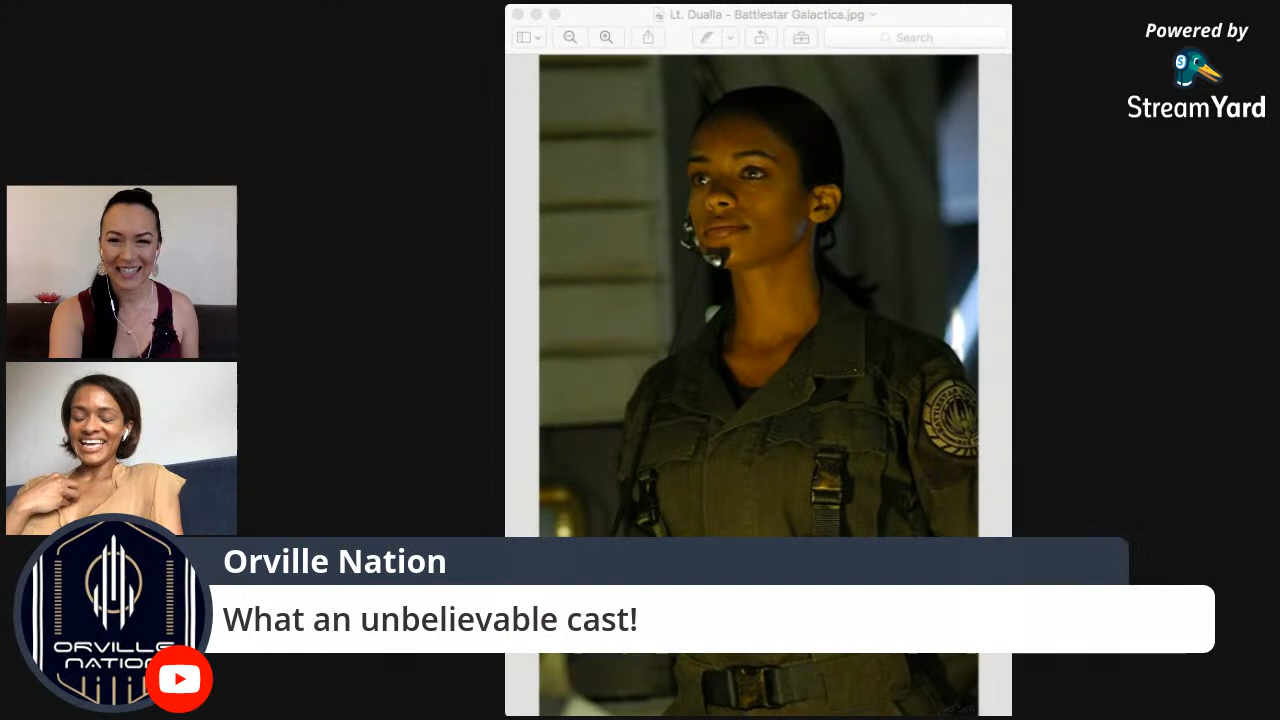 Lt. Dualla - Battlestar Galactica.jpg
Search
Powered by
StreamYard
Orville Nation
What an unbelievable cast!
ORVILLE
NATION